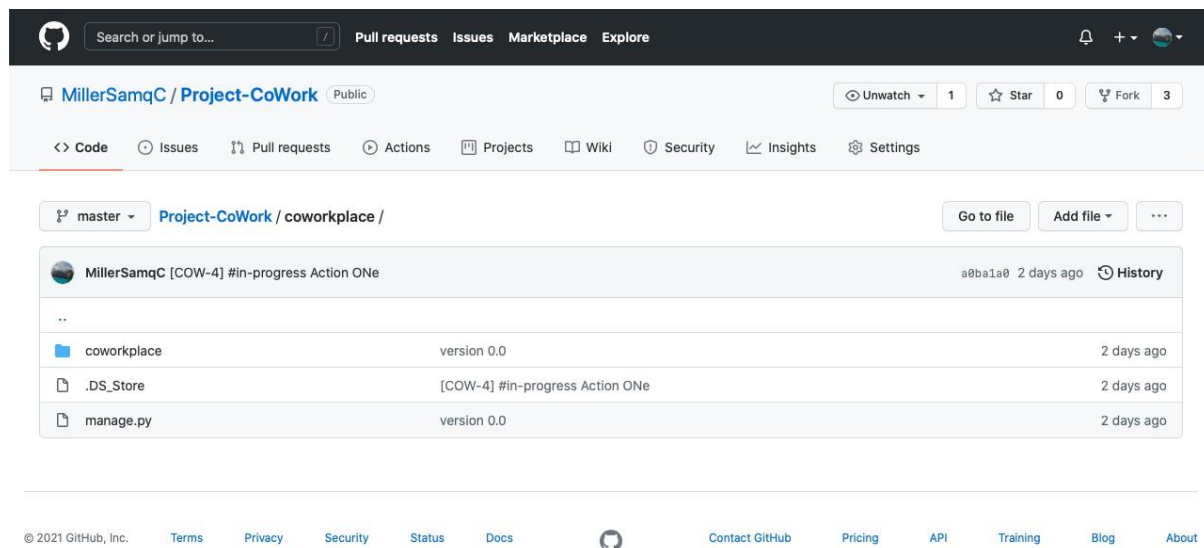 Search or jump to... / Pull requests Issues Marketplace Explore
MillerSamqC / Project-CoWork Public Unwatch 1 Star 0 Fork 3
<> Code Issues Pull requests Actions Projects Wiki Security Insights Settings
master Project-CoWork / coworkplace / Go to file Add file ...
MillerSamqC [COW-4] #in-progress Action ONe a0ba1a0 2 days ago History
..
coworkplace version 0.0 2 days ago
.DS_Store [COW-4] #in-progress Action ONe 2 days ago
manage.py version 0.0 2 days ago
© 2021 GitHub, Inc. Terms Privacy Security Status Docs Contact GitHub Pricing API Training Blog About